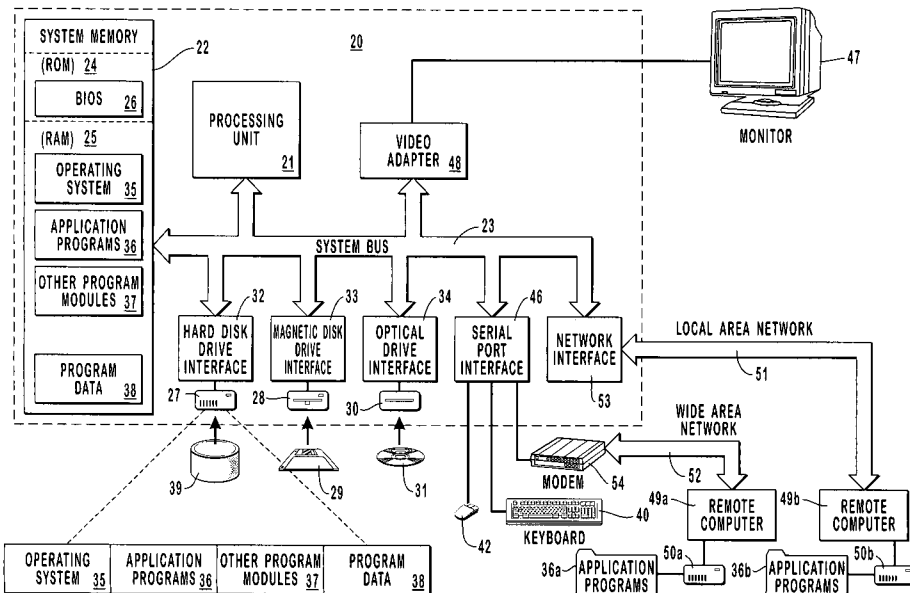 SYSTEM MEMORY
22
(ROM) 24
BIOS
26
(RAM) 25
OPERATING
SYSTEM
35
APPLICATION
PROGRAMS
36
OTHER PROGRAM
MODULES
37
PROGRAM
DATA
38
20
PROCESSING
UNIT
21
VIDEO
ADAPTER
48
47
MONITOR
SYSTEM BUS
23
32
HARD DISK
DRIVE
INTERFACE
33
MAGNETIC DISK
DRIVE
INTERFACE
34
OPTICAL
DRIVE
INTERFACE
46
SERIAL
PORT
INTERFACE
NETWORK
INTERFACE
53
LOCAL AREA NETWORK
51
27
28
30
39
29
31
WIDE AREA
NETWORK
52
MODEM
54
42
KEYBOARD
40
49a
REMOTE
COMPUTER
49b
REMOTE
COMPUTER
50a
50b
36a
APPLICATION
PROGRAMS
36b
APPLICATION
PROGRAMS
OPERATING
SYSTEM
35
APPLICATION
PROGRAMS
36
OTHER PROGRAM
MODULES
37
PROGRAM
DATA
38